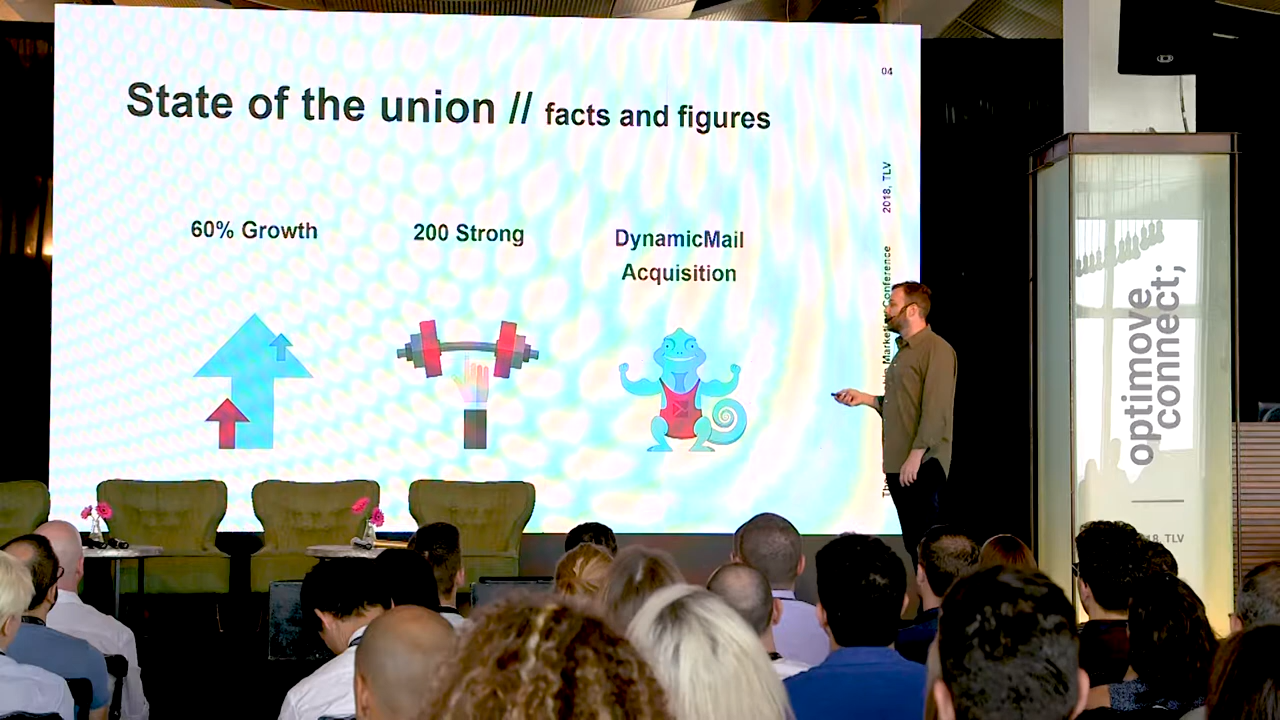 04
State of the union // facts and figures
60% Growth
200 Strong
DynamicMail
Acquisition
2018, TLV
Conference
optimove
connect;
TLV